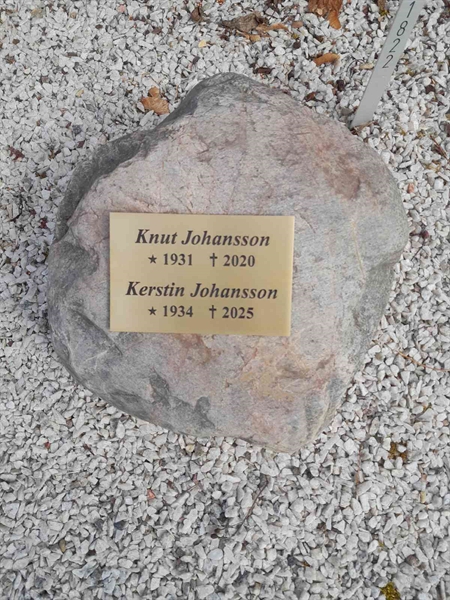 Knut Johansson
★ 1931 † 2020
Kerstin Johansson
★ 1934 † 2025
1822